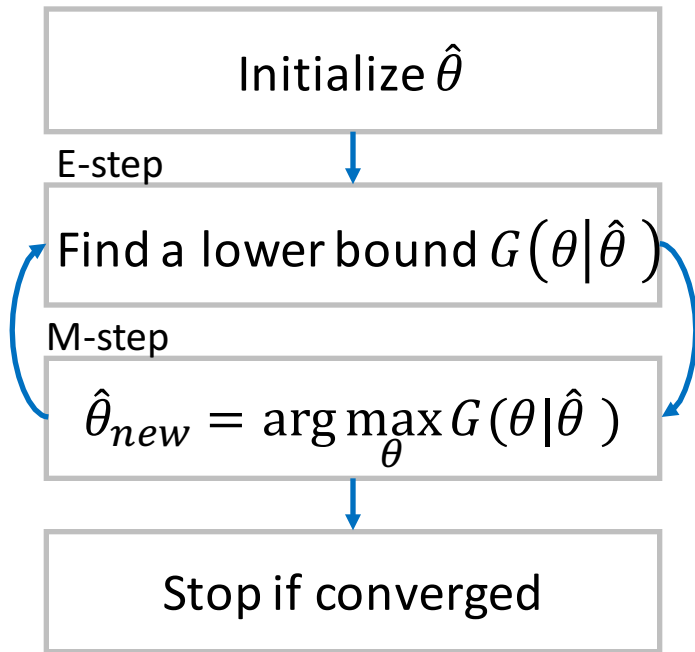 Initialize θ̂
E-step
Find a lower bound G(θ|θ̂ )
M-step
θ̂_new = arg max_θ G(θ|θ̂ )
Stop if converged